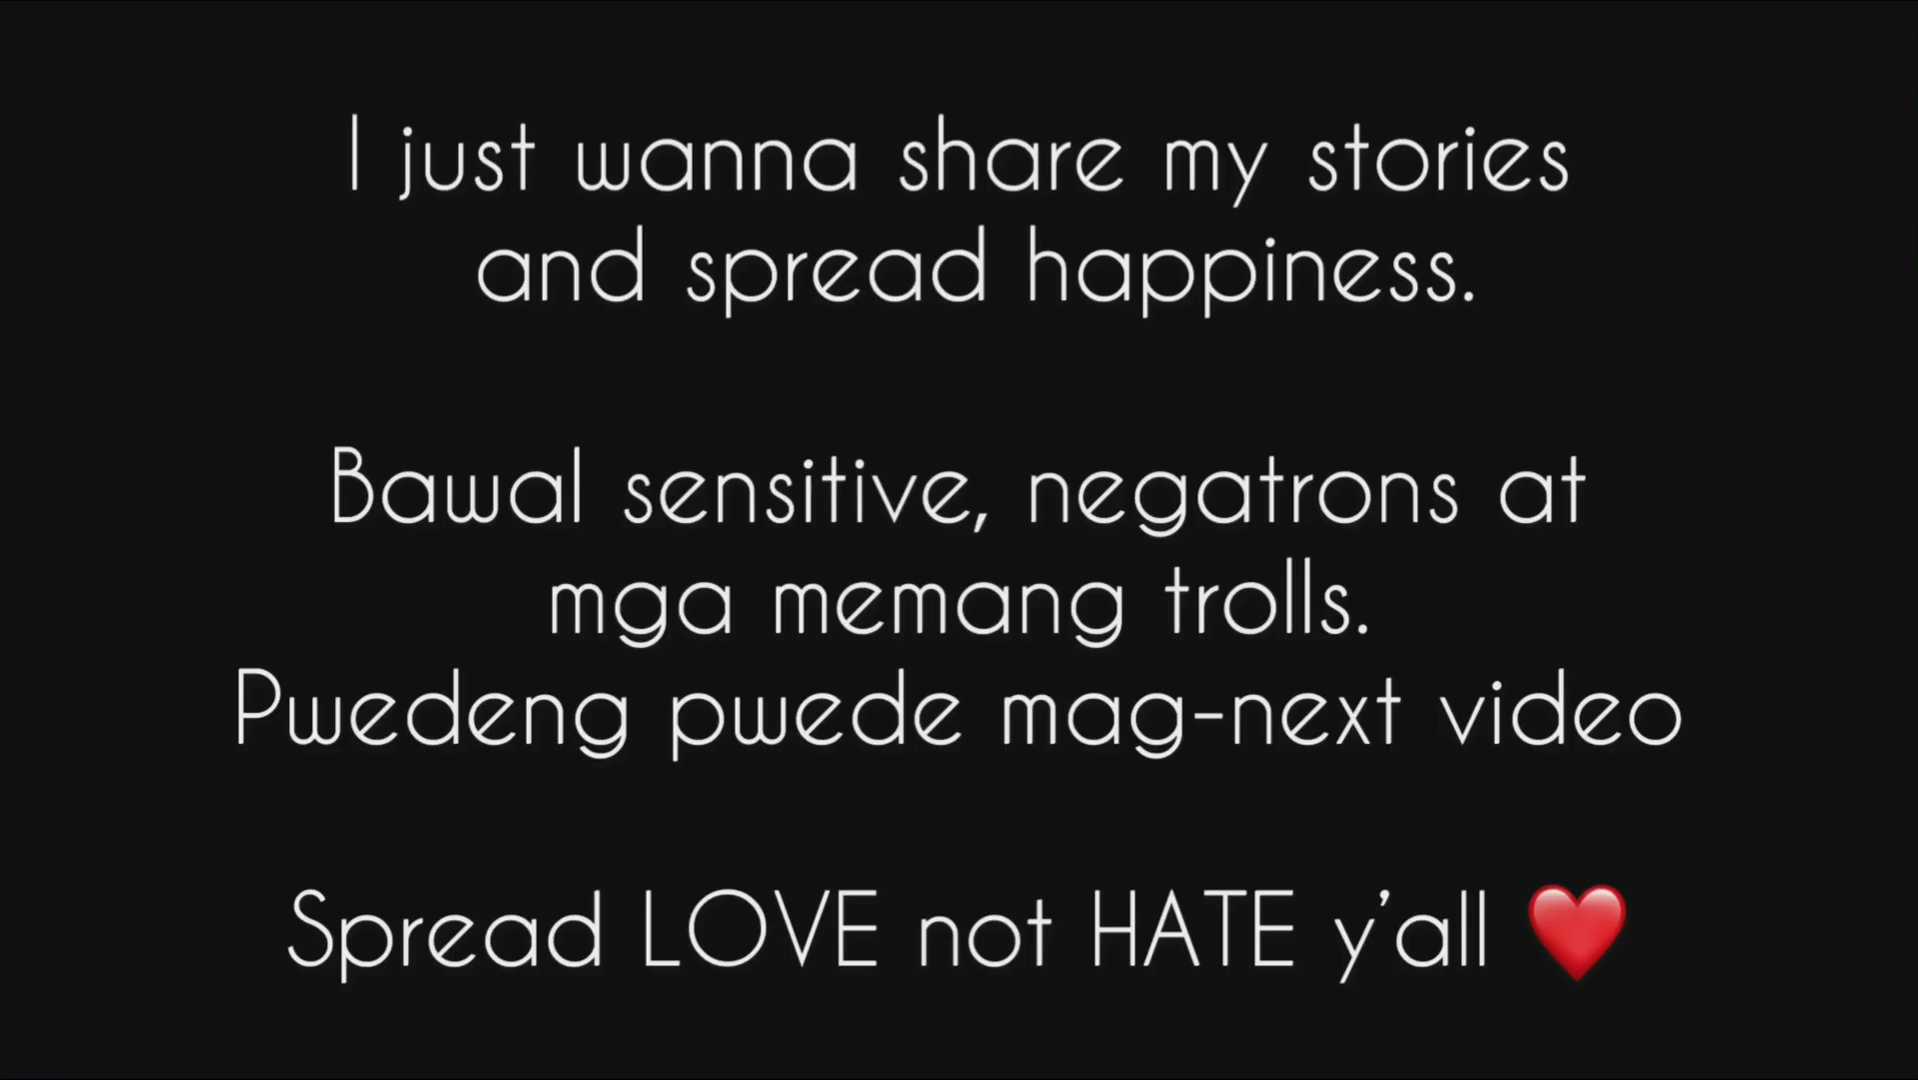 I just wanna share my stories
and spread happiness.
Bawal sensitive, negatrons at
mga memang trolls.
Pwedeng pwede mag-next video
Spread LOVE not HATE y'all ❤️